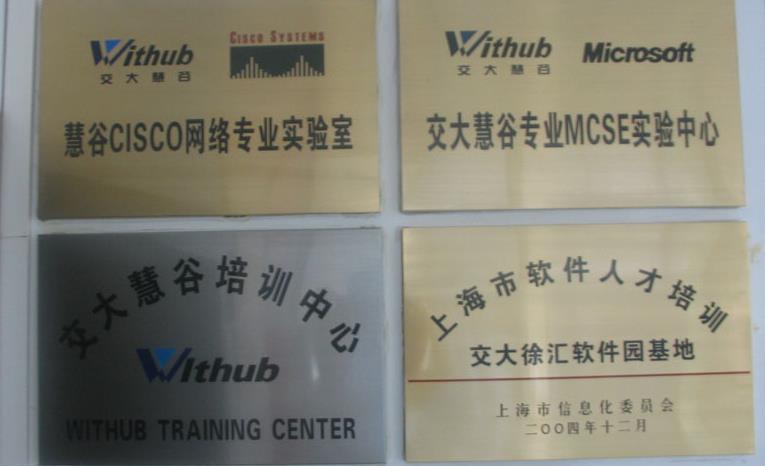 Withub
交大慧谷
CISCO SYSTEMS
慧谷CISCO网络专业实验室
Withub
交大慧谷
Microsoft
交大慧谷专业MCSE实验中心
交大慧谷培训中心
WIthub
WITHUB TRAINING CENTER
上海市软件人才培训
交大徐汇软件园基地
上海市信息化委员会
二〇〇四年十二月